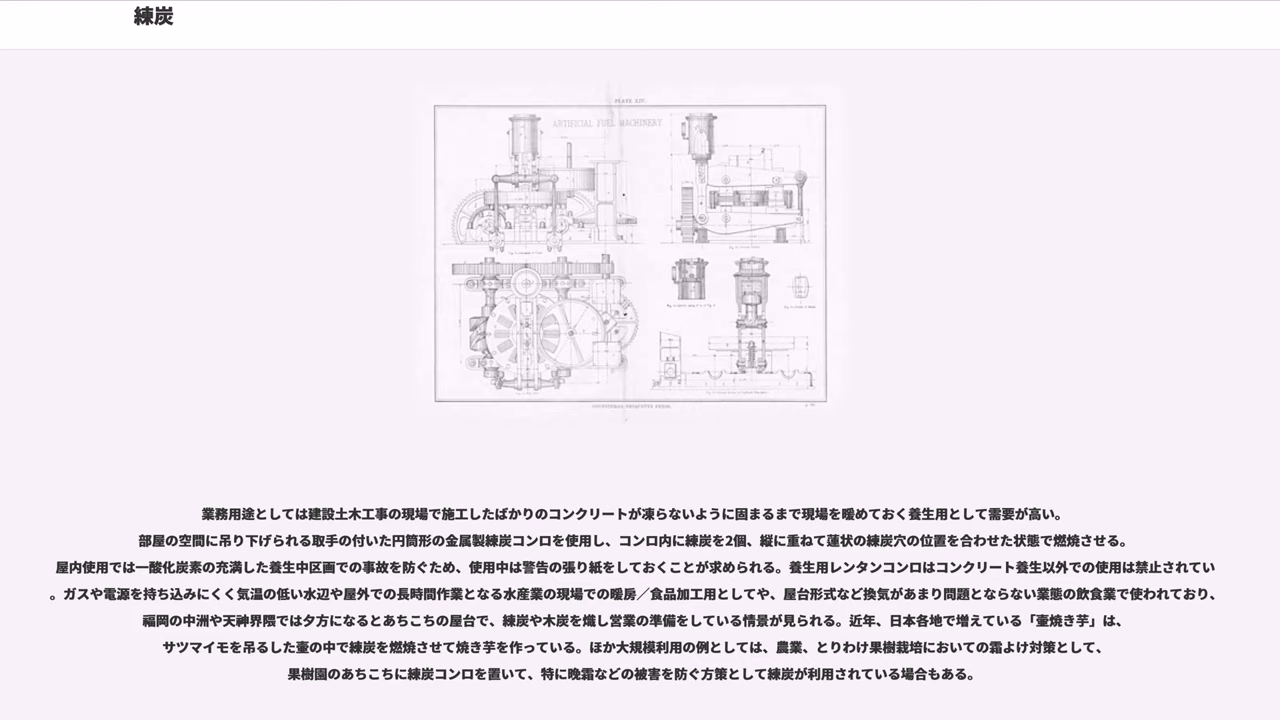 練炭
PLATE XIV.
ARTIFICIAL FUEL MACHINERY
業務用途としては建設土木工事の現場で施工したばかりのコンクリートが凍らないように固まるまで現場を暖めておく養生用として需要が高い。
部屋の空間に吊り下げられる取手の付いた円筒形の金属製練炭コンロを使用し、コンロ内に練炭を2個、縦に重ねて蓮状の練炭穴の位置を合わせた状態で燃焼させる。
屋内使用では一酸化炭素の充満した養生中区画での事故を防ぐため、使用中は警告の張り紙をしておくことが求められる。養生用レンタンコンロはコンクリート養生以外での使用は禁止されてい
。ガスや電源を持ち込みにくく気温の低い水辺や屋外での長時間作業となる水産業の現場での暖房／食品加工用としてや、屋台形式など換気があまり問題とならない業態の飲食業で使われており、
福岡の中洲や天神界隈では夕方になるとあちこちの屋台で、練炭や木炭を熾し営業の準備をしている情景が見られる。近年、日本各地で増えている「壷焼き芋」は、
サツマイモを吊るした壷の中で練炭を燃焼させて焼き芋を作っている。ほか大規模利用の例としては、農業、とりわけ果樹栽培においての霜よけ対策として、
果樹園のあちこちに練炭コンロを置いて、特に晩霜などの被害を防ぐ方策として練炭が利用されている場合もある。